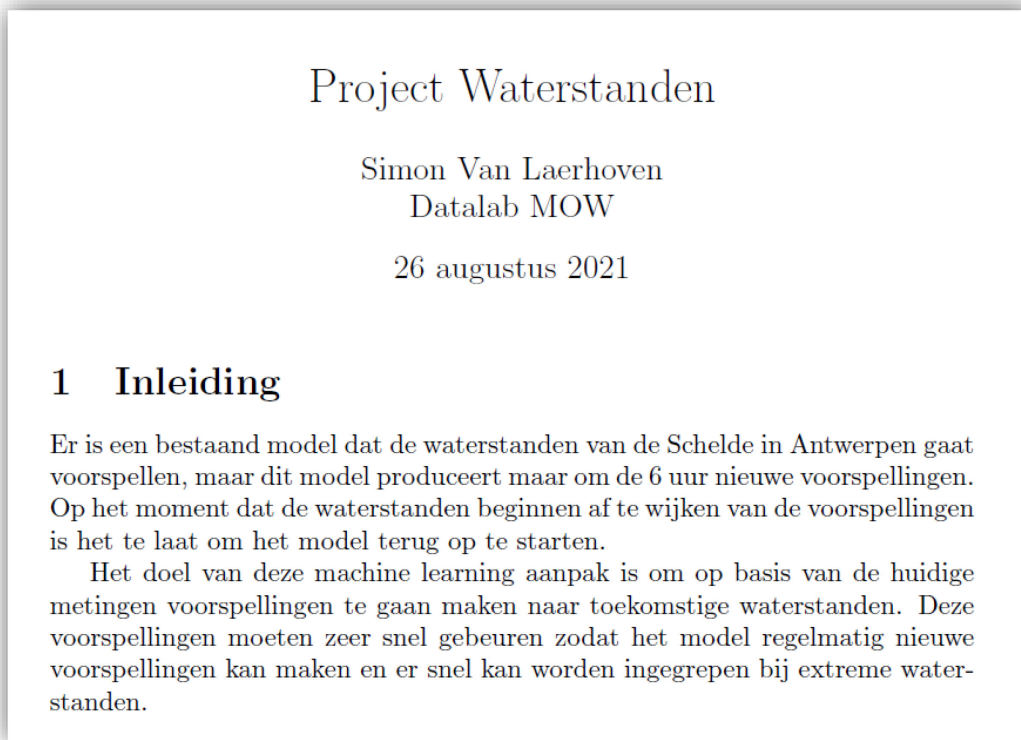 Project Waterstanden
Simon Van Laerhoven
Datalab MOW
26 augustus 2021
1 Inleiding
Er is een bestaand model dat de waterstanden van de Schelde in Antwerpen gaat
voorspellen, maar dit model produceert maar om de 6 uur nieuwe voorspellingen.
Op het moment dat de waterstanden beginnen af te wijken van de voorspellingen
is het te laat om het model terug op te starten.
Het doel van deze machine learning aanpak is om op basis van de huidige
metingen voorspellingen te gaan maken naar toekomstige waterstanden. Deze
voorspellingen moeten zeer snel gebeuren zodat het model regelmatig nieuwe
voorspellingen kan maken en er snel kan worden ingegrepen bij extreme water-
standen.